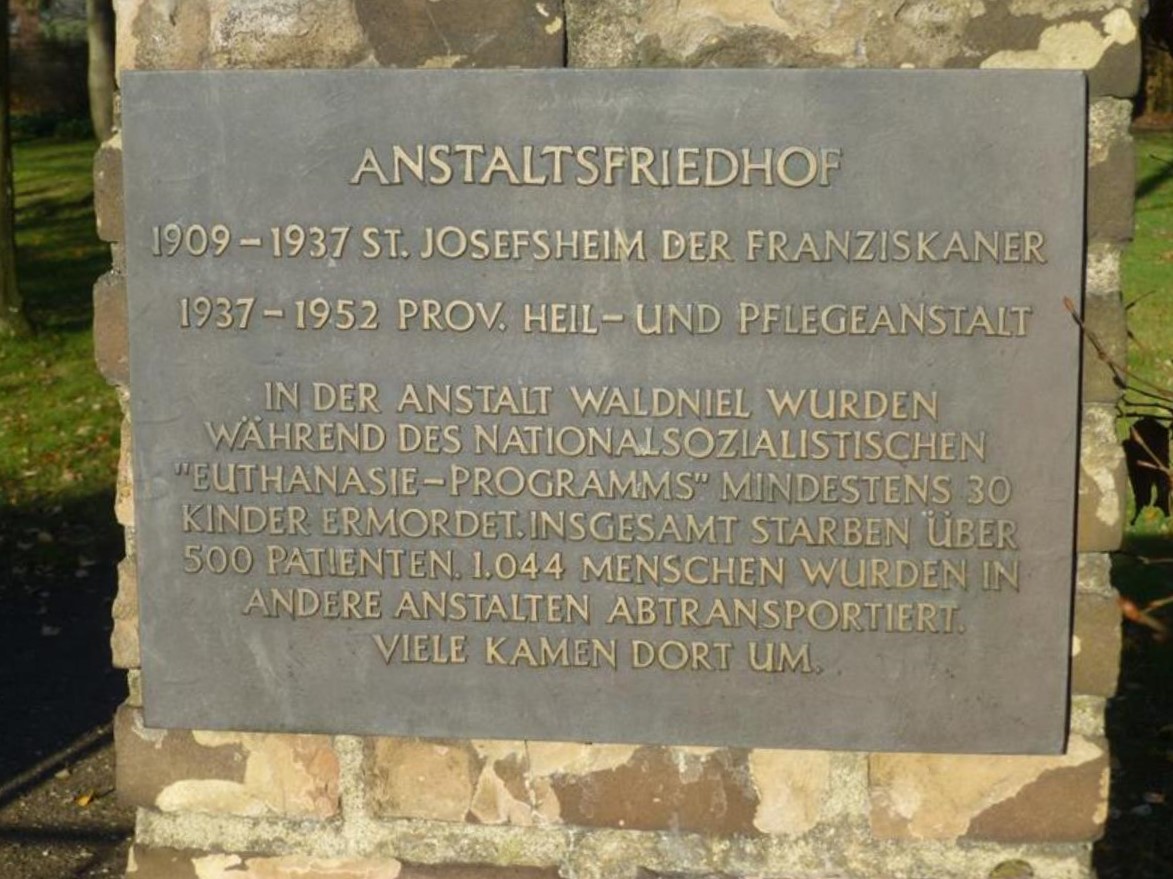 ANSTALTSFRIEDHOF
1909-1937 ST. JOSEFSHEIM DER FRANZISKANER
1937-1952 PROV. HEIL-UND PFLEGEANSTALT
IN DER ANSTALT WALDNIEL WURDEN
WÄHREND DES NATIONALSOZIALISTISCHEN
"EUTHANASIE-PROGRAMMS" MINDESTENS 30
KINDER ERMORDET. INSGESAMT STARBEN ÜBER
500 PATIENTEN. 1.044 MENSCHEN WURDEN IN
ANDERE ANSTALTEN ABTRANSPORTIERT.
VIELE KAMEN DORT UM.